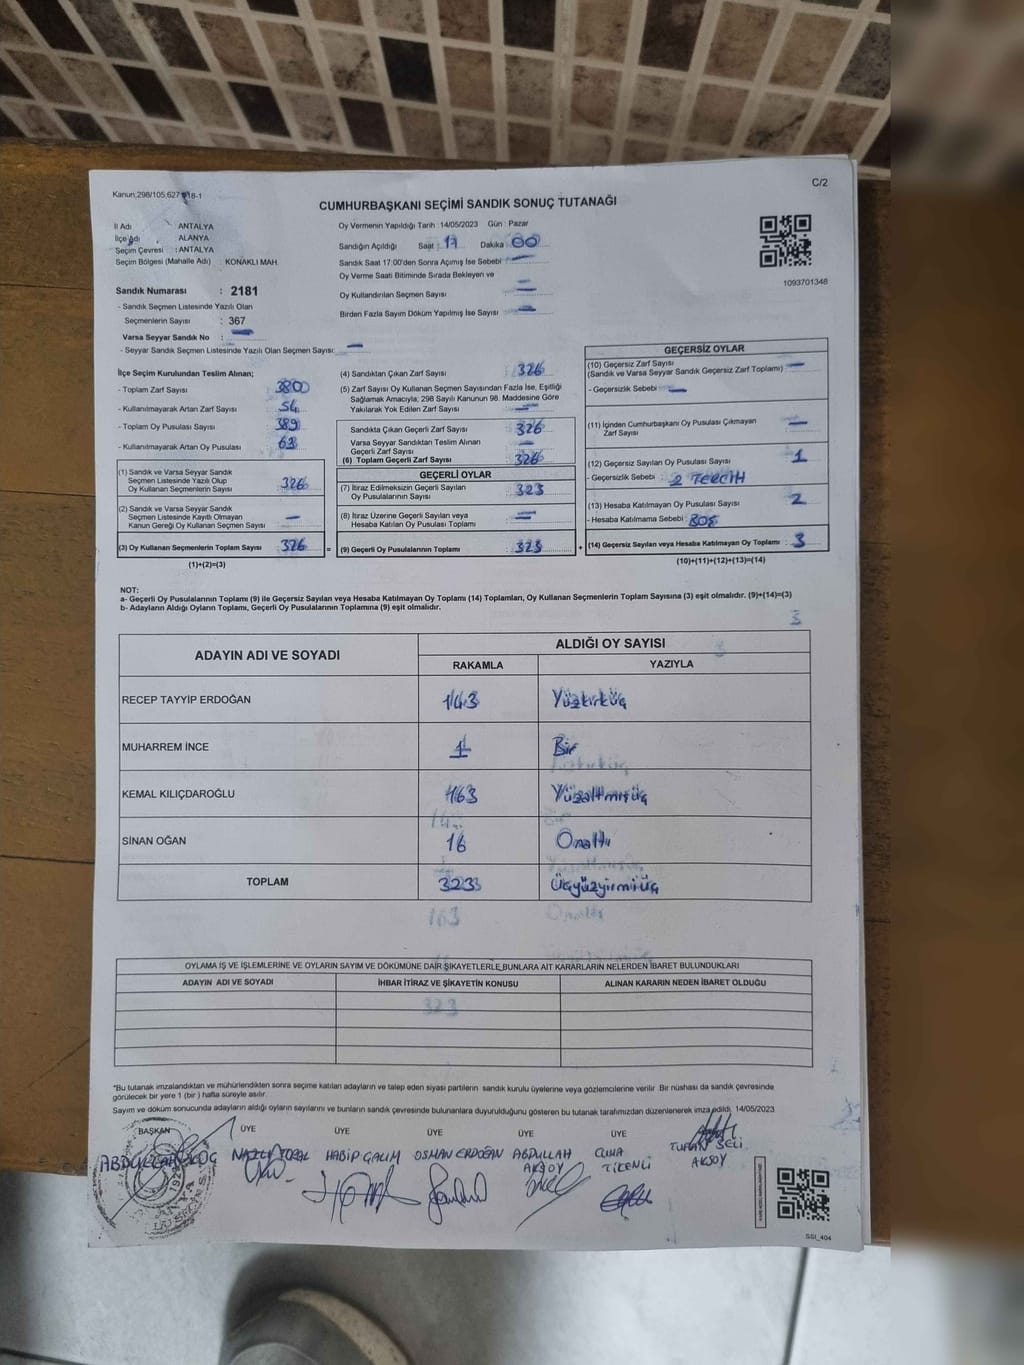 Kanun;298/105,627 718-1
C/2
CUMHURBAŞKANI SEÇİMİ SANDIK SONUÇ TUTANAĞI
İl Adı : ANTALYA
İlçe Adı : ALANYA
Seçim Çevresi : ANTALYA
Seçim Bölgesi (Mahalle Adı) : KONAKLI MAH.
Sandık Numarası : 2181
- Sandık Seçmen Listesinde Yazılı Olan
Seçmenlerin Sayısı : 367
Varsa Seyyar Sandık No : —
- Seyyar Sandık Seçmen Listesinde Yazılı Olan Seçmen Sayısı: —
Oy Vermenin Yapıldığı Tarih :14/05/2023 Gün : Pazar
Sandığın Açıldığı Saat : 17 Dakika : 00
Sandık Saat 17:00'den Sonra Açmış İse Sebebi : —
Oy Verme Saati Bitiminde Sırada Bekleyen ve
Oy Kullandırılan Seçmen Sayısı : —
Birden Fazla Sayım Döküm Yapılmış İse Sayısı : —
1093701348
İlçe Seçim Kurulundan Teslim Alınan;
- Toplam Zarf Sayısı : 380
- Kullanılmayarak Artan Zarf Sayısı : 54
- Toplam Oy Pusulası Sayısı : 389
- Kullanılmayarak Artan Oy Pusulası : 63
(1) Sandık ve Varsa Seyyar Sandık
Seçmen Listesinde Yazılı Olup
Oy Kullanan Seçmenlerin Sayısı : 326
(2) Sandık ve Varsa Seyyar Sandık
Seçmen Listesinde Kayıtlı Olmayan
Kanun Gereği Oy Kullanan Seçmen Sayısı : —
(3) Oy Kullanan Seçmenlerin Toplam Sayısı : 326
(1)+(2)=(3)
(4) Sandıktan Çıkan Zarf Sayısı : 326
(5) Zarf Sayısı Oy Kullanan Seçmen Sayısından Fazla İse, Eşitliği
Sağlamak Amacıyla; 298 Sayılı Kanunun 98. Maddesine Göre
Yakılarak Yok Edilen Zarf Sayısı : —
Sandıkta Çıkan Geçerli Zarf Sayısı : 326
Varsa Seyyar Sandıktan Teslim Alınan
Geçerli Zarf Sayısı : —
(6) Toplam Geçerli Zarf Sayısı : 326
GEÇERLİ OYLAR
(7) İtiraz Edilmeksizin Geçerli Sayılan
Oy Pusulasının Sayısı : 323
(8) İtiraz Üzerine Geçerli Sayılan veya
Hesaba Katılan Oy Pusulası Toplamı : —
= (9) Geçerli Oy Pusulalarının Toplamı : 323
GEÇERSİZ OYLAR
(10) Geçersiz Zarf Sayısı
(Sandık ve Varsa Seyyar Sandık Geçersiz Zarf Toplamı) : —
- Geçersizlik Sebebi : —
(11) İçinden Cumhurbaşkanı Oy Pusulası Çıkmayan
Zarf Sayısı : —
(12) Geçersiz Sayılan Oy Pusulası Sayısı : 1
- Geçersizlik Sebebi : 2 TERCİH
(13) Hesaba Katılmayan Oy Pusulası Sayısı : 2
- Hesaba Katılmama Sebebi : BOŞ
+ (14) Geçersiz Sayılan veya Hesaba Katılmayan Oy Toplamı : 3
(10)+(11)+(12)+(13)=(14)
NOT:
a- Geçerli Oy Pusulalarının Toplamı (9) ile Geçersiz Sayılan veya Hesaba Katılmayan Oy Toplamı (14) Toplamları, Oy Kullanan Seçmenlerin Toplam Sayısına (3) eşit olmalıdır. (9)+(14)=(3)
b- Adayların Aldığı Oyların Toplamı, Geçerli Oy Pusulalarının Toplamına (9) eşit olmalıdır.
ADAYIN ADI VE SOYADI
ALDIĞI OY SAYISI
RAKAMLA YAZIYLA
RECEP TAYYİP ERDOĞAN 143 Yüzkırküç
MUHARREM İNCE 1 Bir
KEMAL KILIÇDAROĞLU 163 Yüzaltmışüç
SİNAN OĞAN 16 Onaltı
TOPLAM 323 Üçyüzyirmiüç
OYLAMA İŞ VE İŞLEMLERİNE VE OYLARIN SAYIM VE DÖKÜMÜNE DAİR ŞİKAYETLERLE BUNLARA AİT KARARLARIN NELERDEN İBARET BULUNDUKLARI
ADAYIN ADI VE SOYADI
İHBAR İTİRAZ VE ŞİKAYETİN KONUSU
ALINAN KARARIN NEDEN İBARET OLDUĞU
*Bu tutanak imzalandıktan ve mühürlendikten sonra seçime katılan adayların ve talep eden siyasi partilerin sandık kurulu üyelerine veya gözlemcilerine verilir. Bir nüshası da sandık çevresinde
görülecek bir yere 1 (bir) hafta süreyle asılır.
Sayım ve döküm sonucunda adayların aldığı oyların sayılarını ve bunların sandık çevresinde bulunanlara duyurulduğunu gösteren bu tutanak tarafımızdan düzenlenerek imza edildi. 14/05/2023
BAŞKAN ÜYE ÜYE ÜYE ÜYE ÜYE
HABİP GALIM OSMAN ERDOĞAN ABDULLAH AKSOY CUMA TİKENLİ AKSOY
SSİ_404